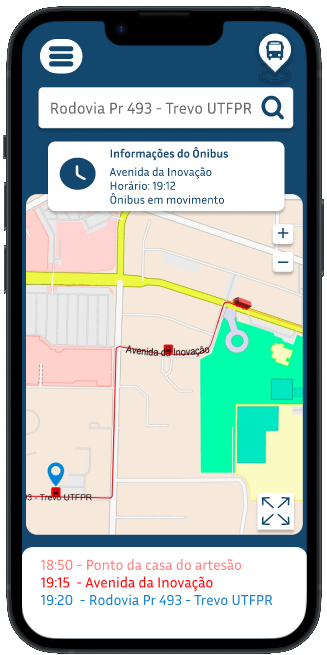 Rodovia Pr 493 - Trevo UTFPR
Informações do Ônibus
Avenida da Inovação
Horário: 19:12
Ônibus em movimento
+
−
Avenida da Inovação
93 - Trevo UTFPR
18:50 - Ponto da casa do artesão
19:15 - Avenida da Inovação
19:20 - Rodovia Pr 493 - Trevo UTFPR